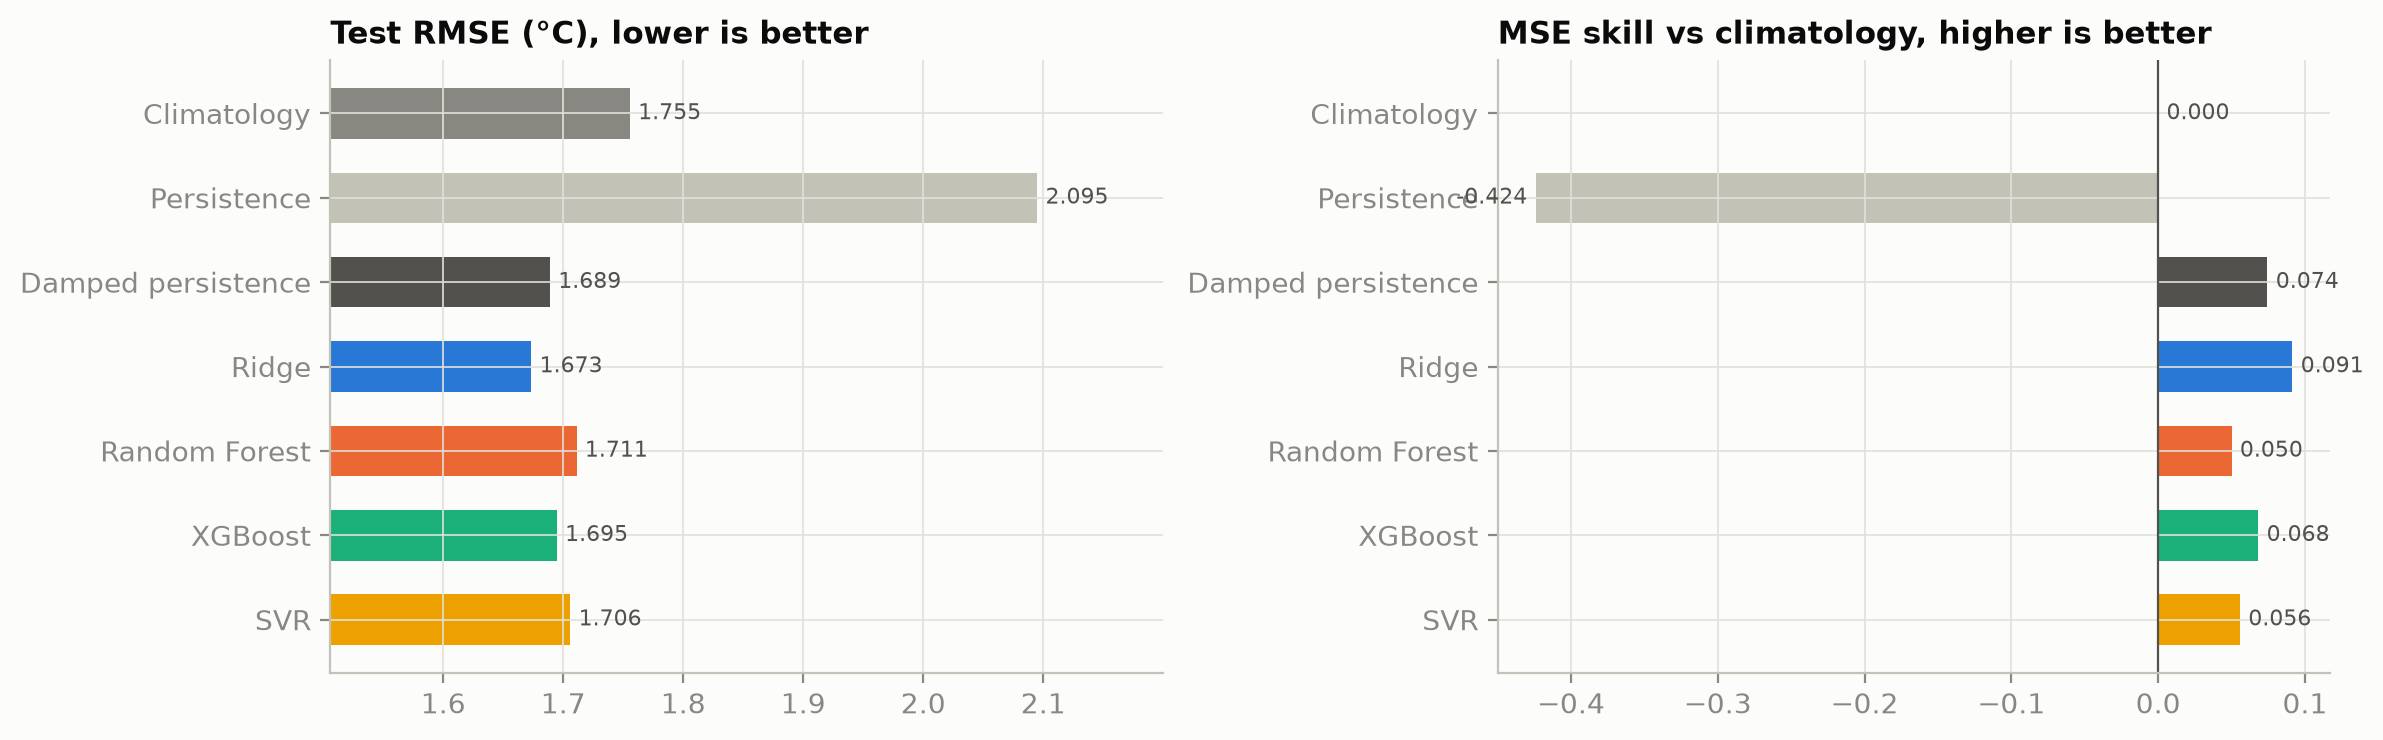 Test RMSE (°C), lower is better
Climatology
1.755
Persistence
2.095
Damped persistence
1.689
Ridge
1.673
Random Forest
1.711
XGBoost
1.695
SVR
1.706
1.6 1.7 1.8 1.9 2.0 2.1
MSE skill vs climatology, higher is better
Climatology
0.000
Persistence
-0.424
Damped persistence
0.074
Ridge
0.091
Random Forest
0.050
XGBoost
0.068
SVR
0.056
−0.4 −0.3 −0.2 −0.1 0.0 0.1